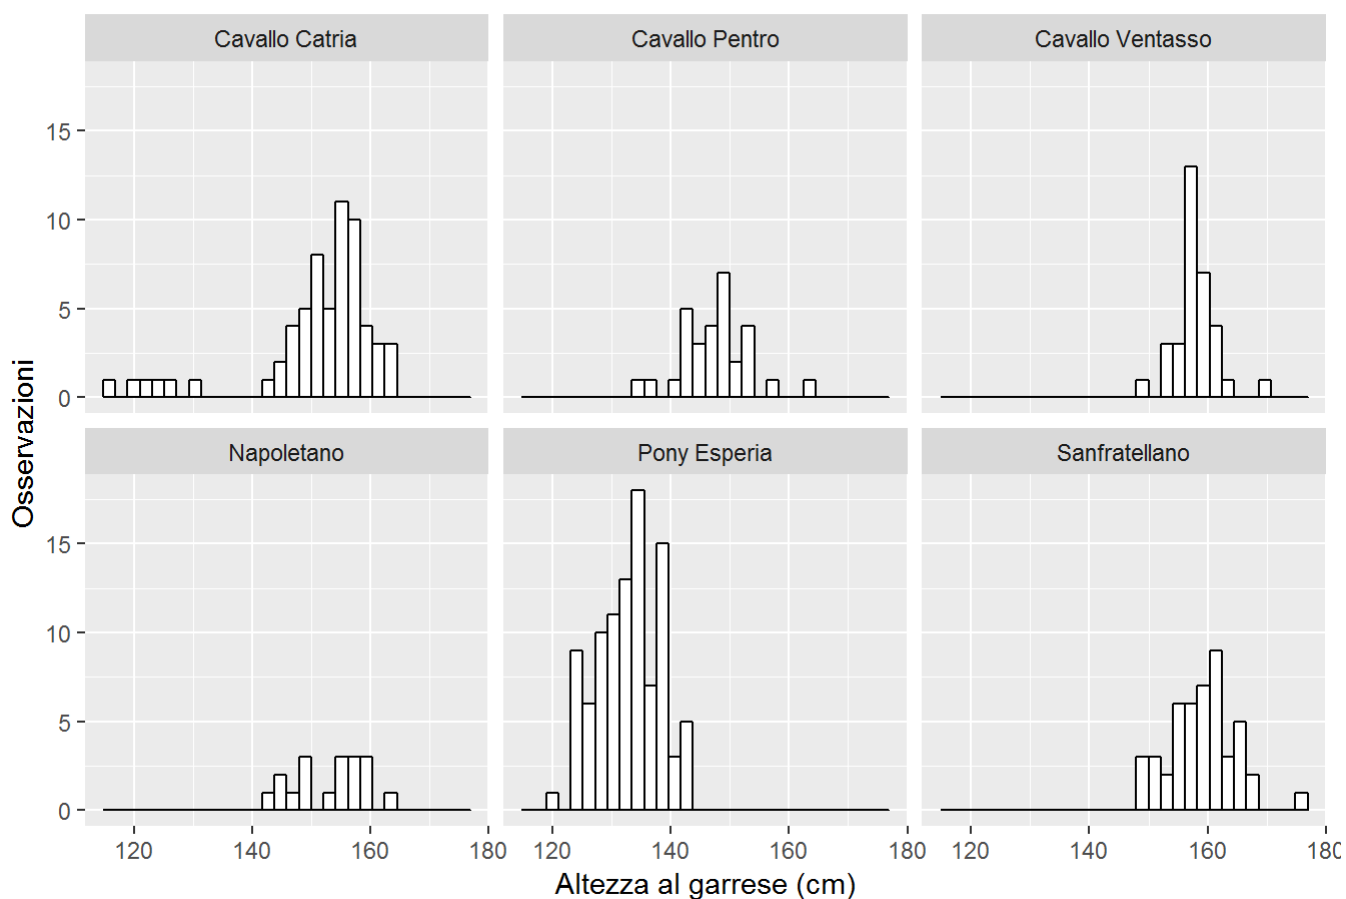 Cavallo Catria
Cavallo Pentro
Cavallo Ventasso
15
10
5
0
Napoletano
Pony Esperia
Sanfratellano
15
10
5
0
120 140 160 180
120 140 160 180
120 140 160 180
Altezza al garrese (cm)
Osservazioni